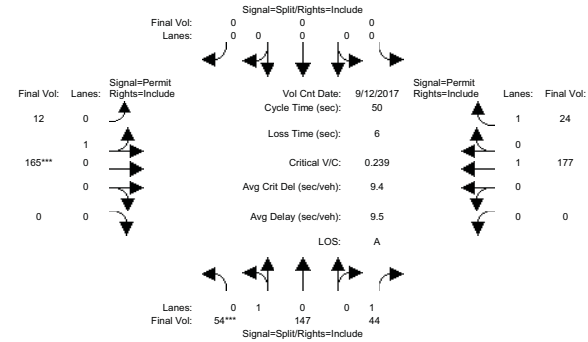 Signal=Split/Rights=Include
Final Vol: 0 0 0
Lanes: 0 0 0 0 0
Signal=Permit Signal=Permit
Final Vol: Lanes: Rights=Include Vol Cnt Date: 9/12/2017 Rights=Include Lanes: Final Vol:
Cycle Time (sec): 50
12 0 1 24
Loss Time (sec): 6
1 0
165*** 0 Critical V/C: 0.239 1 177
0 Avg Crit Del (sec/veh): 9.4 0
0 0 Avg Delay (sec/veh): 9.5 0 0
LOS: A
Lanes: 0 1 0 0 1
Final Vol: 54*** 147 44
Signal=Split/Rights=Include